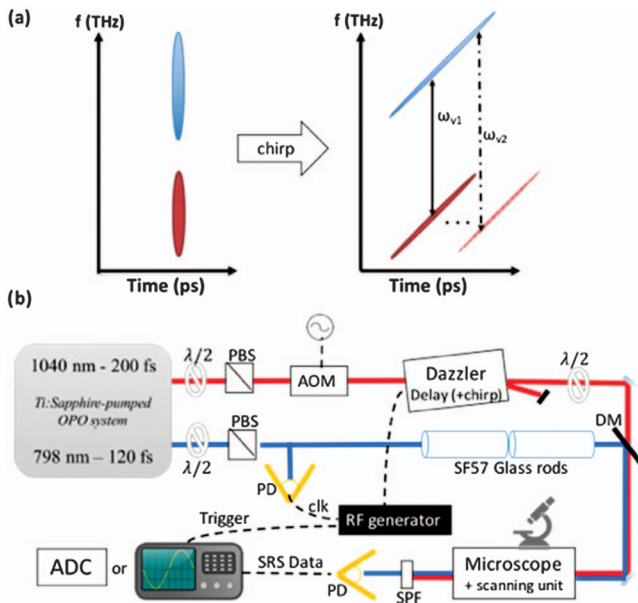 (a)
f (THz)
f (THz)
chirp
ωv1
ωv2
...
Time (ps)
Time (ps)
(b)
1040 nm - 200 fs
Ti:Sapphire-pumped
OPO system
798 nm – 120 fs
λ/2
PBS
AOM
Dazzler
Delay (+chirp)
λ/2
DM
λ/2
PBS
SF57 Glass rods
PD
clk
RF generator
Trigger
ADC
or
SRS Data
PD
SPF
Microscope
+ scanning unit